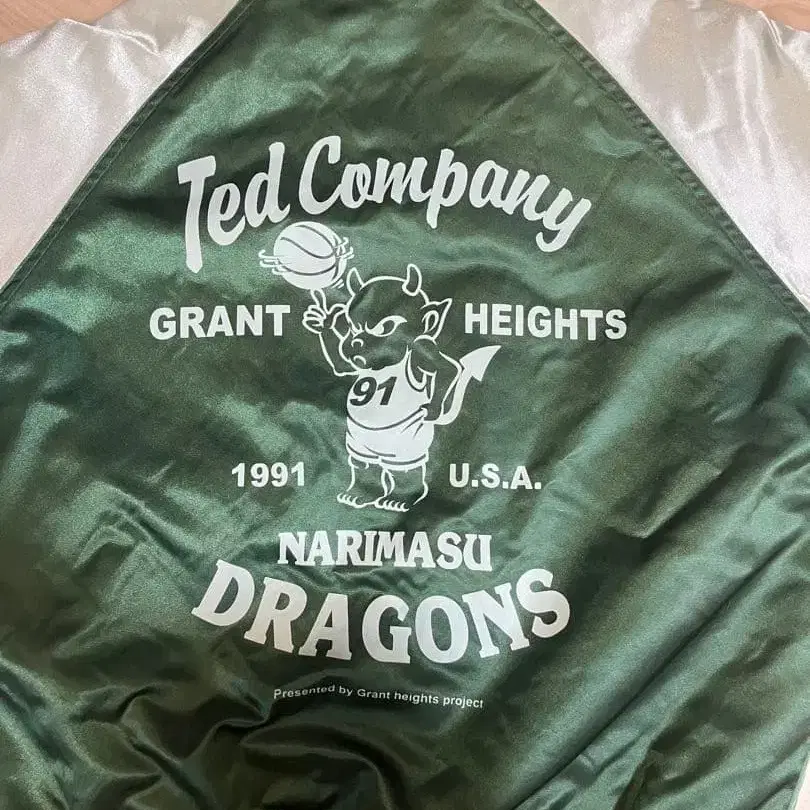 Ted Company
GRANT HEIGHTS
91
1991 U.S.A.
NARIMASU
DRAGONS
Presented by Grant heights project